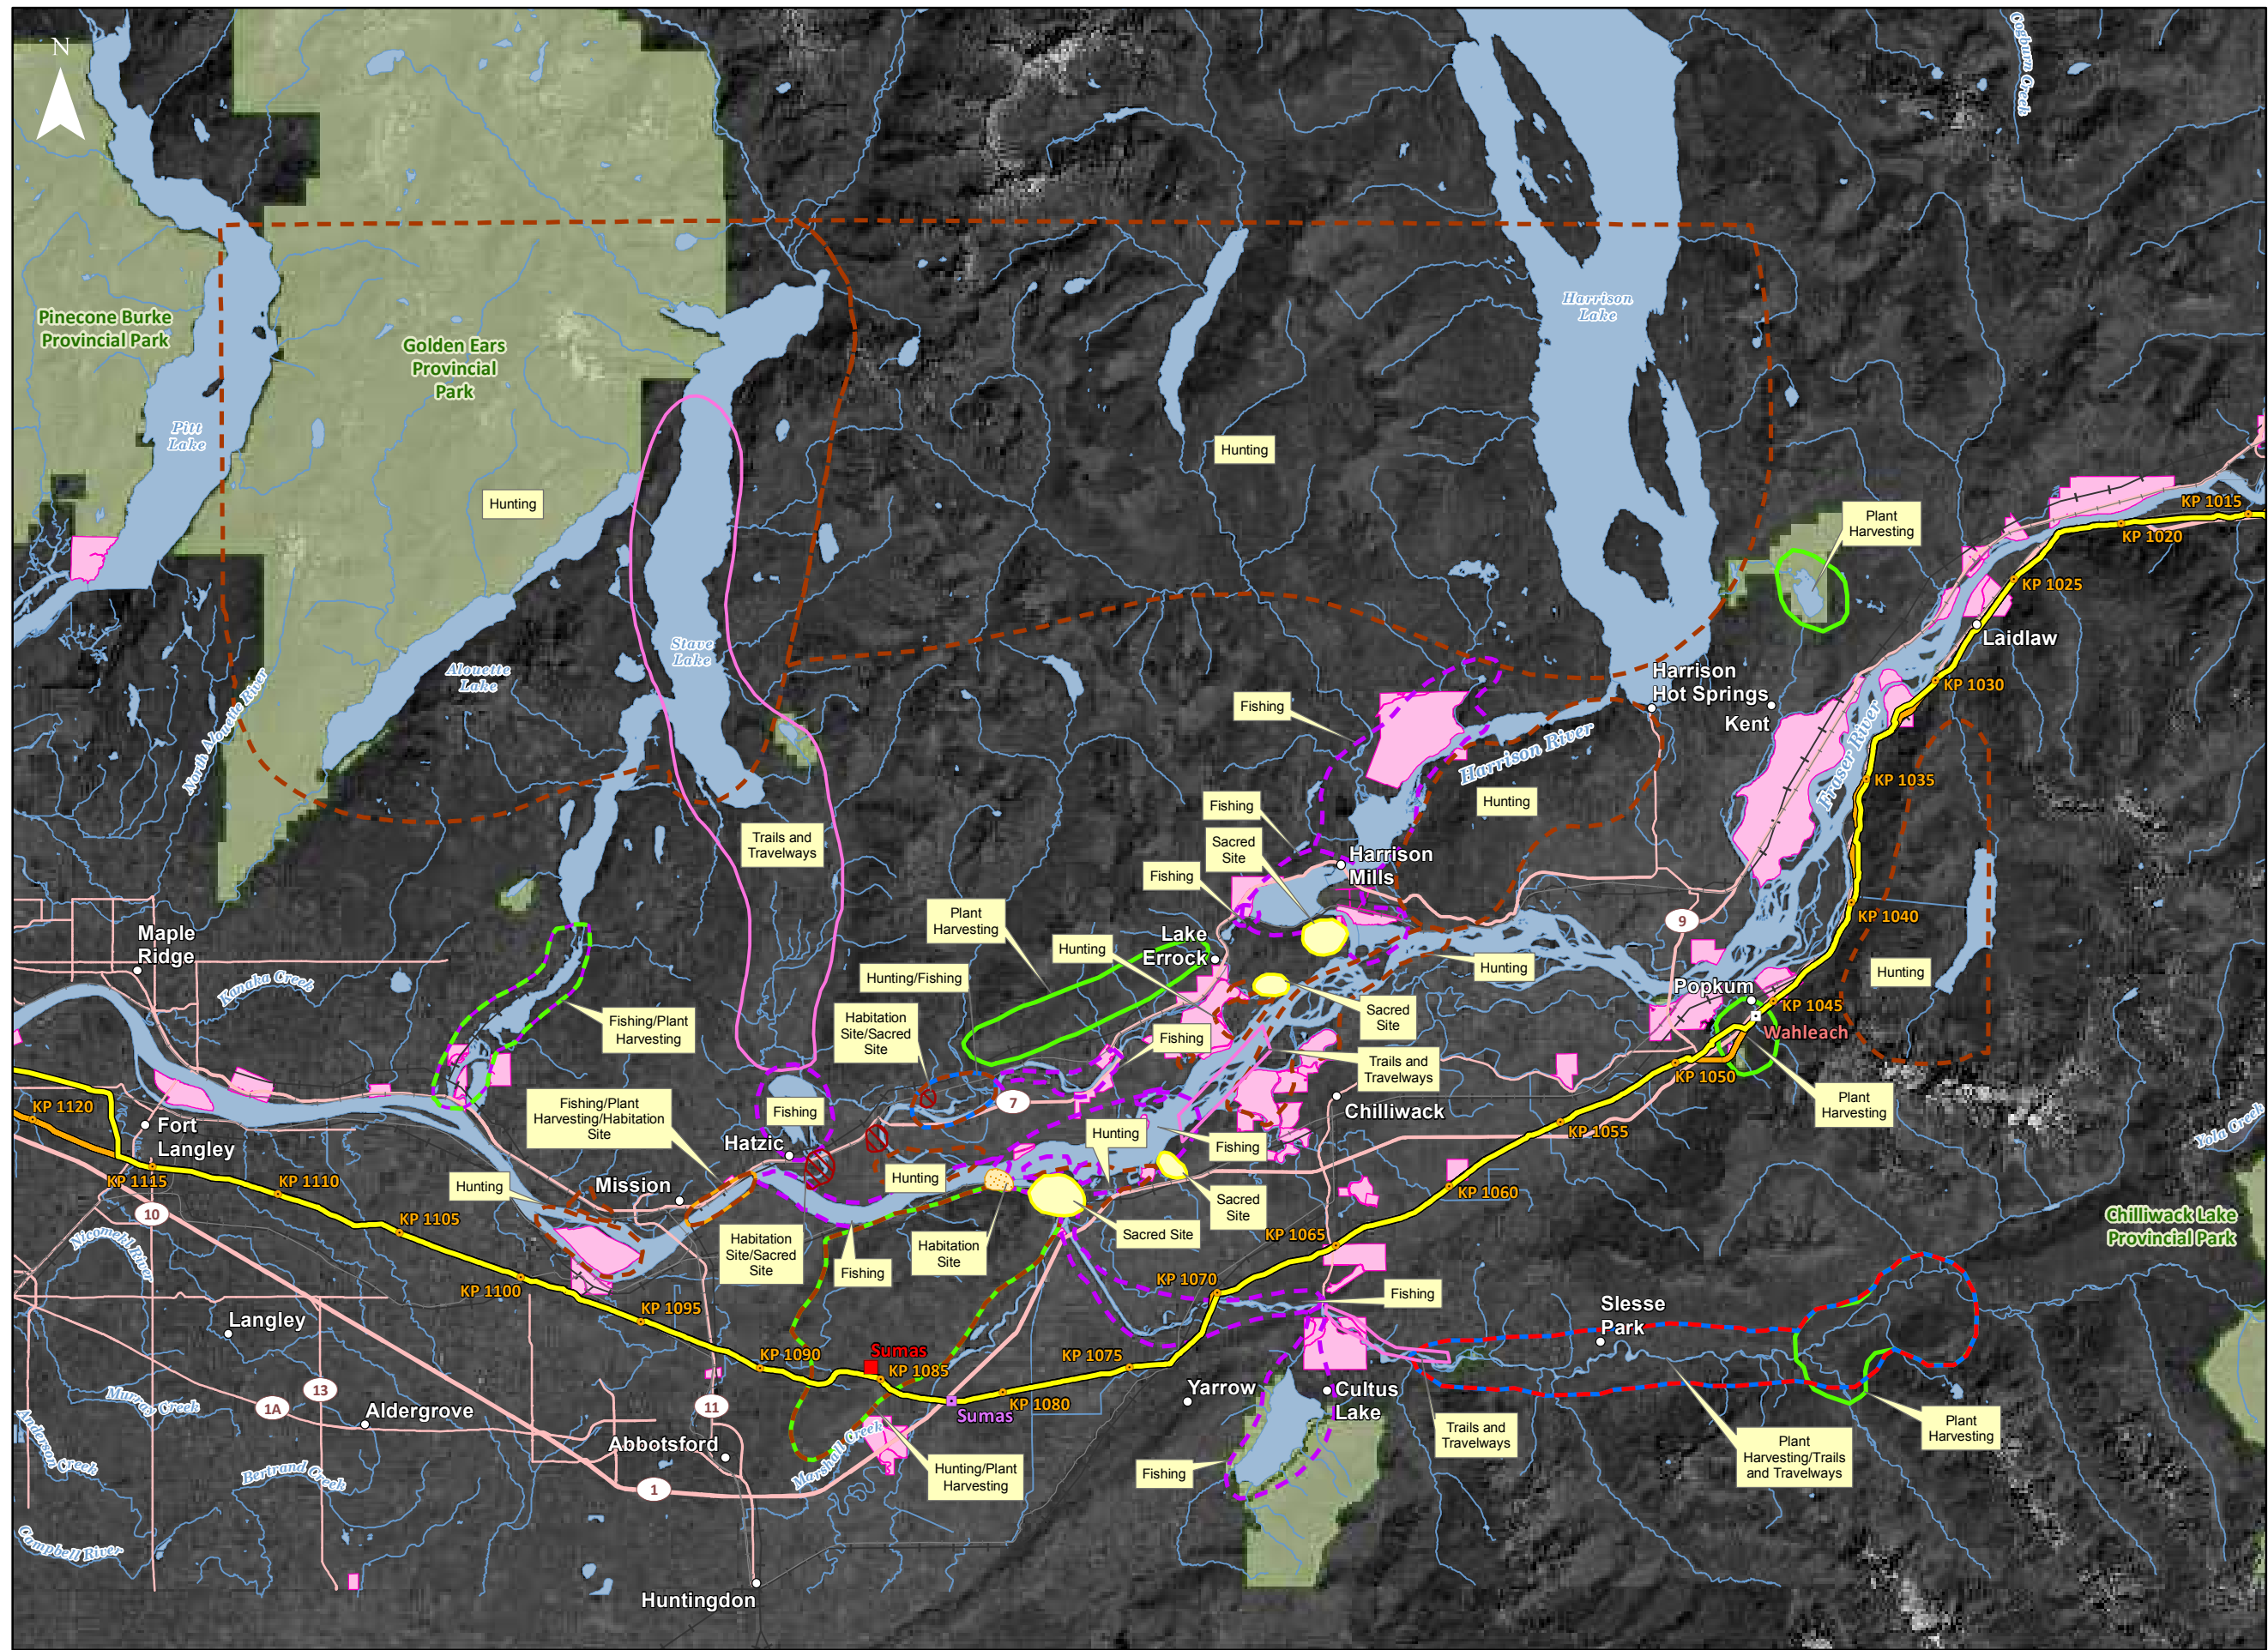 N
Cogburn Creek
Pinecone Burke
Provincial Park
Golden Ears
Provincial
Park
Harrison
Lake
Pitt
Lake
Hunting
Hunting
Plant
Harvesting
KP 1015
KP 1020
KP 1025
Laidlaw
Stave
Lake
Alouette
Lake
North Alouette River
Harrison
Hot Springs
Kent
KP 1030
Fishing
Harrison River
Fraser River
KP 1035
Fishing
Hunting
Trails and
Travelways
Sacred
Site
Harrison
Mills
Fishing
Plant
Harvesting
9
KP 1040
Maple
Ridge
Lake
Errock
Hunting
Hunting
Hunting
Kanaka Creek
Hunting/Fishing
Popkum
KP 1045
Fishing/Plant
Harvesting
Habitation
Site/Sacred
Site
Sacred
Site
Wahleach
Fishing
Trails and
Travelways
KP 1050
KP 1120
Fishing/Plant
Harvesting/Habitation
Site
Fishing
7
Chilliwack
Plant
Harvesting
Fort
Langley
Hatzic
Hunting
Fishing
KP 1055
Yola Creek
KP 1115
KP 1110
Hunting
Mission
Hunting
KP 1060
10
KP 1105
Sacred
Site
Chilliwack Lake
Provincial Park
Nicomekl River
Habitation
Site/Sacred
Site
Fishing
Habitation
Site
Sacred Site
KP 1065
KP 1100
KP 1070
Fishing
KP 1095
Langley
Slesse
Park
Sumas
KP 1090
KP 1085
KP 1075
13
Murray Creek
1A
Aldergrove
11
Sumas
KP 1080
Yarrow
Cultus
Lake
Anderson Creek
Abbotsford
Marshall Creek
Trails and
Travelways
Plant
Harvesting
Plant
Harvesting/Trails
and Travelways
Bertrand Creek
1
Hunting/Plant
Harvesting
Fishing
Campbell River
Huntingdon